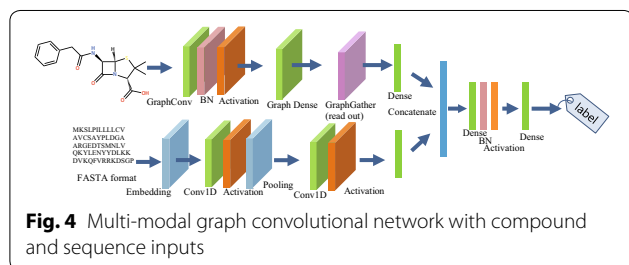 H
N
H
S
O
N
O
O
OH
GraphConv BN Activation
Graph Dense
GraphGather
(read out)
Dense
Concatenate
Dense
BN
Activation
Dense
label
MKSLPILLLLCV
AVCSAYPLDGA
ARGEDTSMNLV
QKYLENYYDLKK
DVKQFVRRKDSGP
FASTA format
Embedding
Conv1D
Activation
Pooling
Conv1D
Activation
Fig. 4 Multi-modal graph convolutional network with compound
and sequence inputs